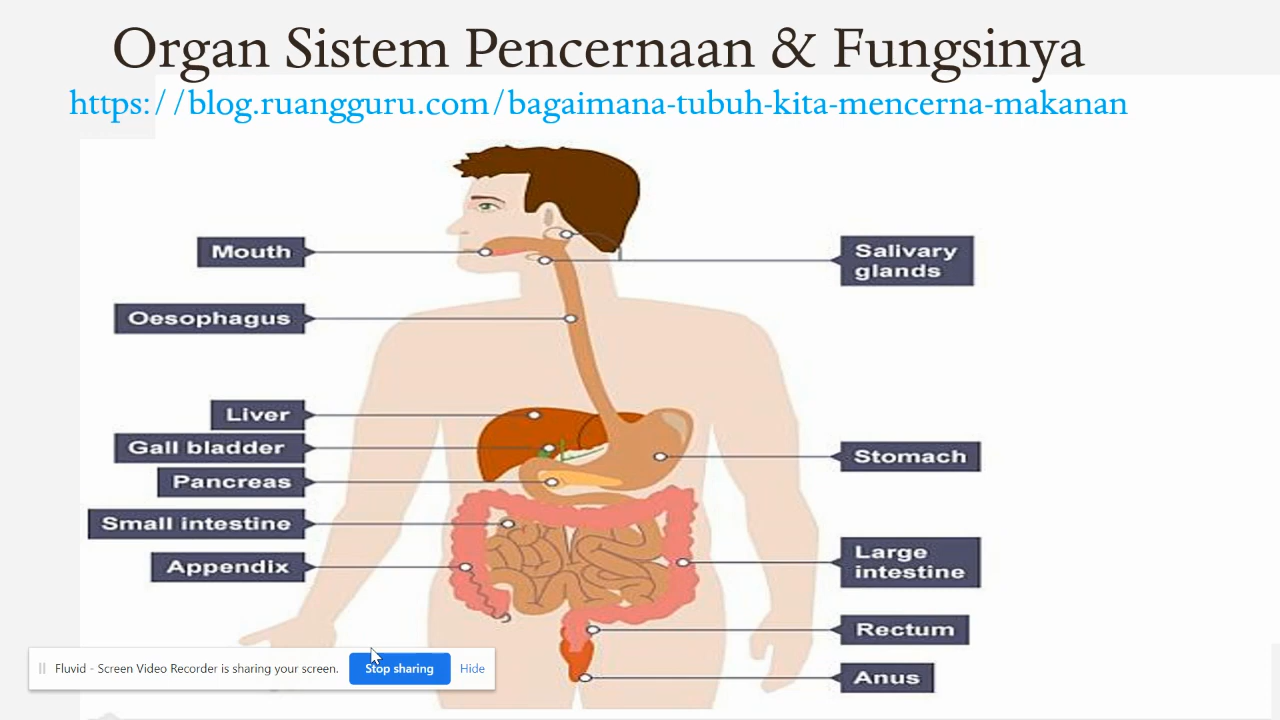 Organ Sistem Pencernaan & Fungsinya
https://blog.ruangguru.com/bagaimana-tubuh-kita-mencerna-makanan
Mouth
Salivary
glands
Oesophagus
Liver
Gall bladder
Stomach
Pancreas
Small intestine
Appendix
Large
intestine
Rectum
Anus
Fluvid - Screen Video Recorder is sharing your screen.
Stop sharing
Hide